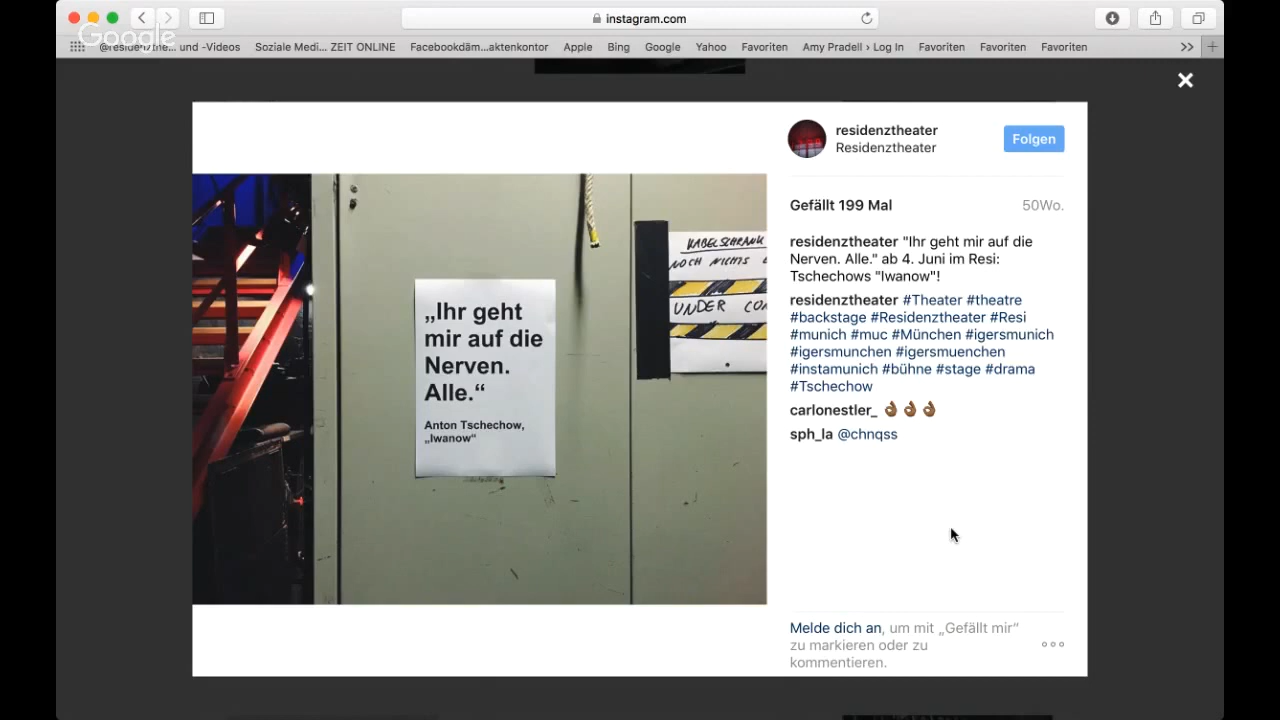 instagram.com
Google
@residenzthe... und -Videos
Soziale Medi... ZEIT ONLINE
Facebookdäm...aktenkontor
Apple
Bing
Google
Yahoo
Favoriten
Amy Pradell › Log In
Favoriten
Favoriten
Favoriten
„Ihr geht
mir auf die
Nerven.
Alle.“
Anton Tschechow,
„Iwanow“
KABELSCHRANK
NOCH NICHTS
UNDER CON
residenztheater
Residenztheater
Folgen
Gefällt 199 Mal
50Wo.
residenztheater "Ihr geht mir auf die
Nerven. Alle." ab 4. Juni im Resi:
Tschechows "Iwanow"!
residenztheater #Theater #theatre
#backstage #Residenztheater #Resi
#munich #muc #München #igersmunich
#igersmunchen #igersmuenchen
#instamunich #bühne #stage #drama
#Tschechow
carlonestler_ 👌🏾👌🏾👌🏾
sph_la @chnqss
Melde dich an, um mit „Gefällt mir“
zu markieren oder zu
kommentieren.